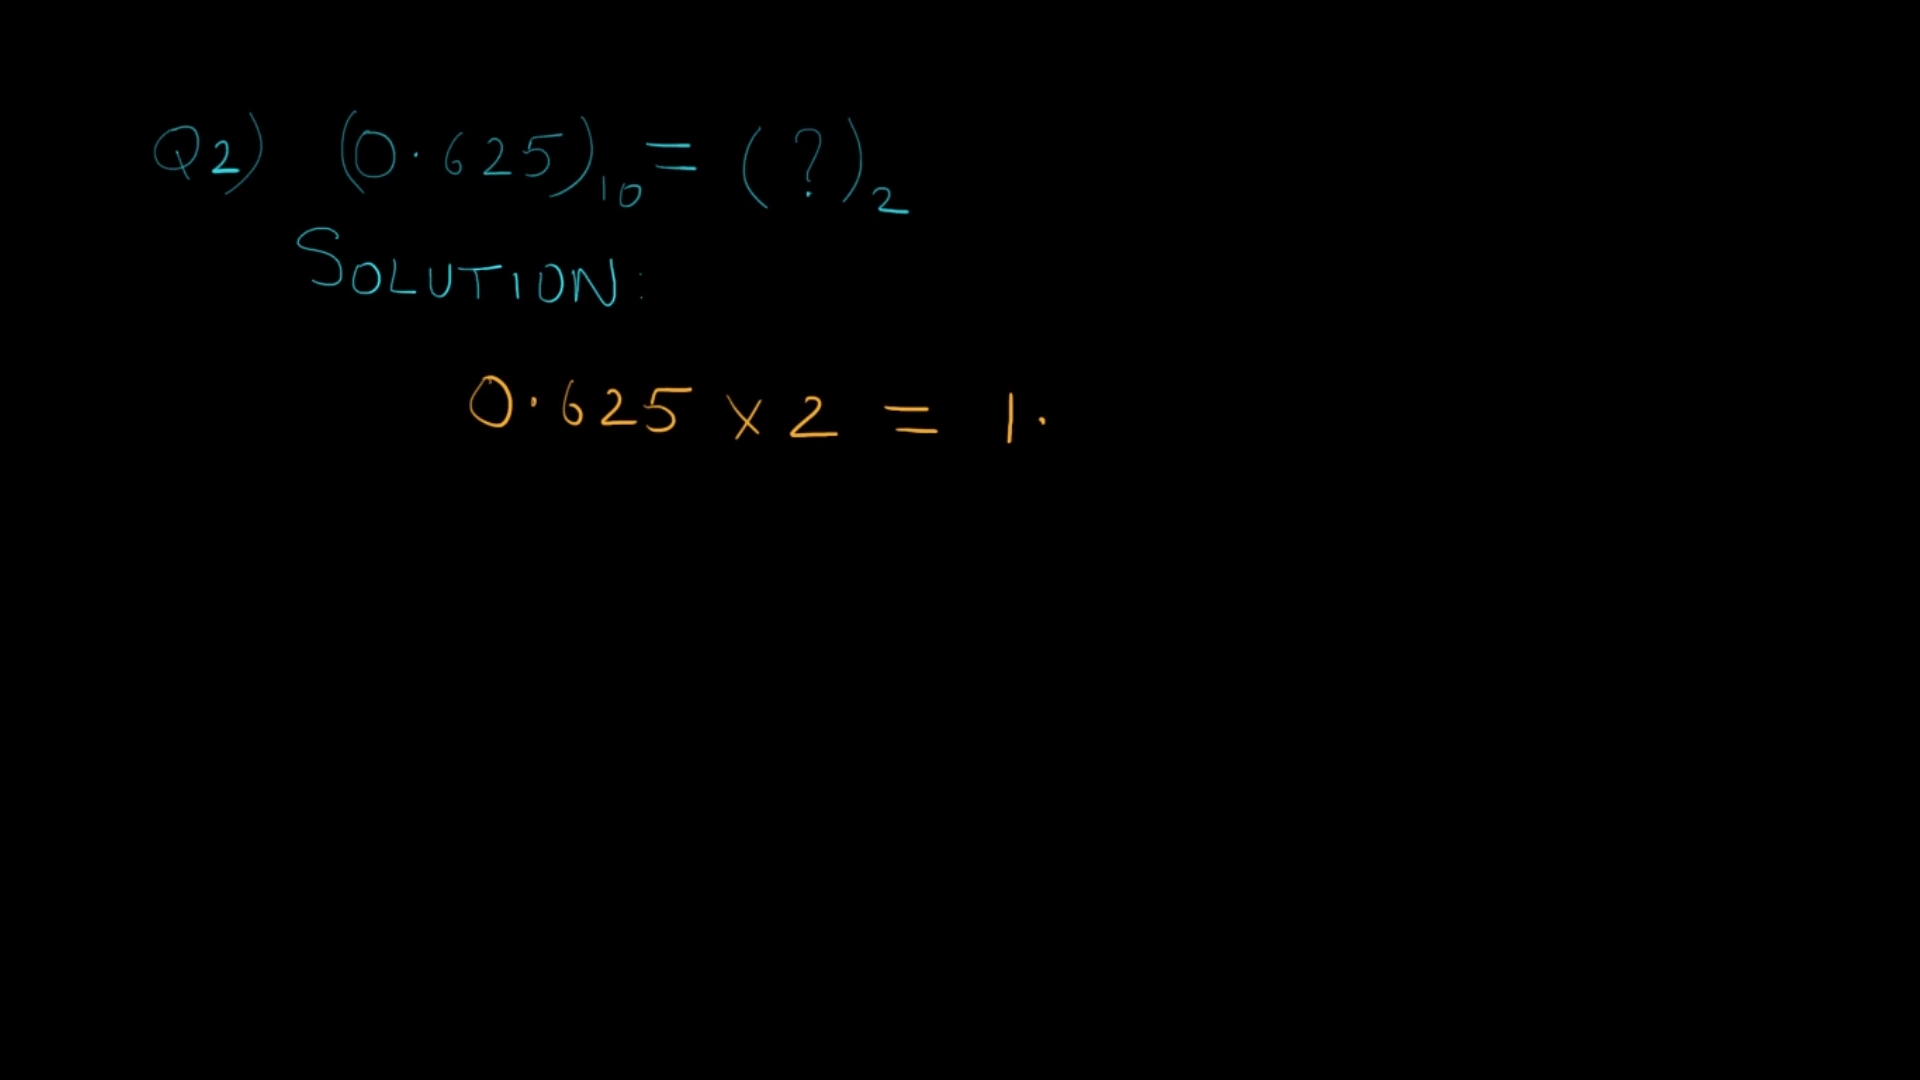 Q2) (0.625)₁₀ = (?)₂
SOLUTION:
0.625 x 2 = 1.